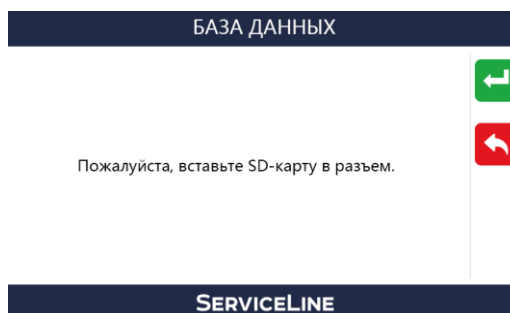 БАЗА ДАННЫХ
Пожалуйста, вставьте SD-карту в разъем.
SERVICELINE